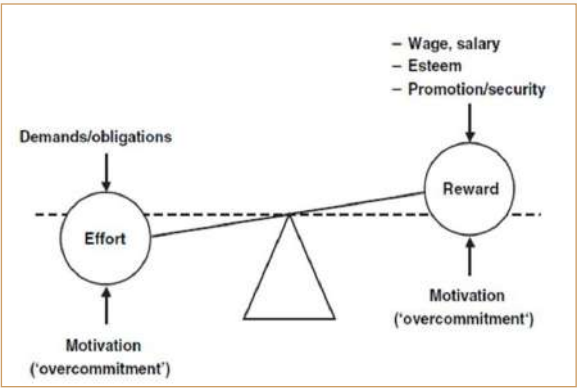 – Wage, salary
– Esteem
– Promotion/security
Demands/obligations
Reward
Effort
Motivation
(‘overcommitment‘)
Motivation
(‘overcommitment’)